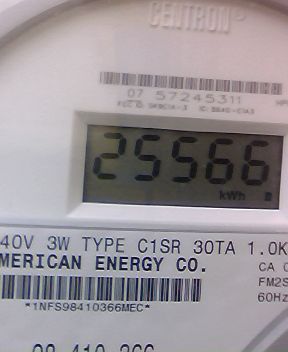 CENTRON®
07 57245311
25566
kWh
40V 3W TYPE C1SR 30TA 1.0K
MERICAN ENERGY CO.
CA 0
FM2S
*1NFS98410366MEC*
60Hz